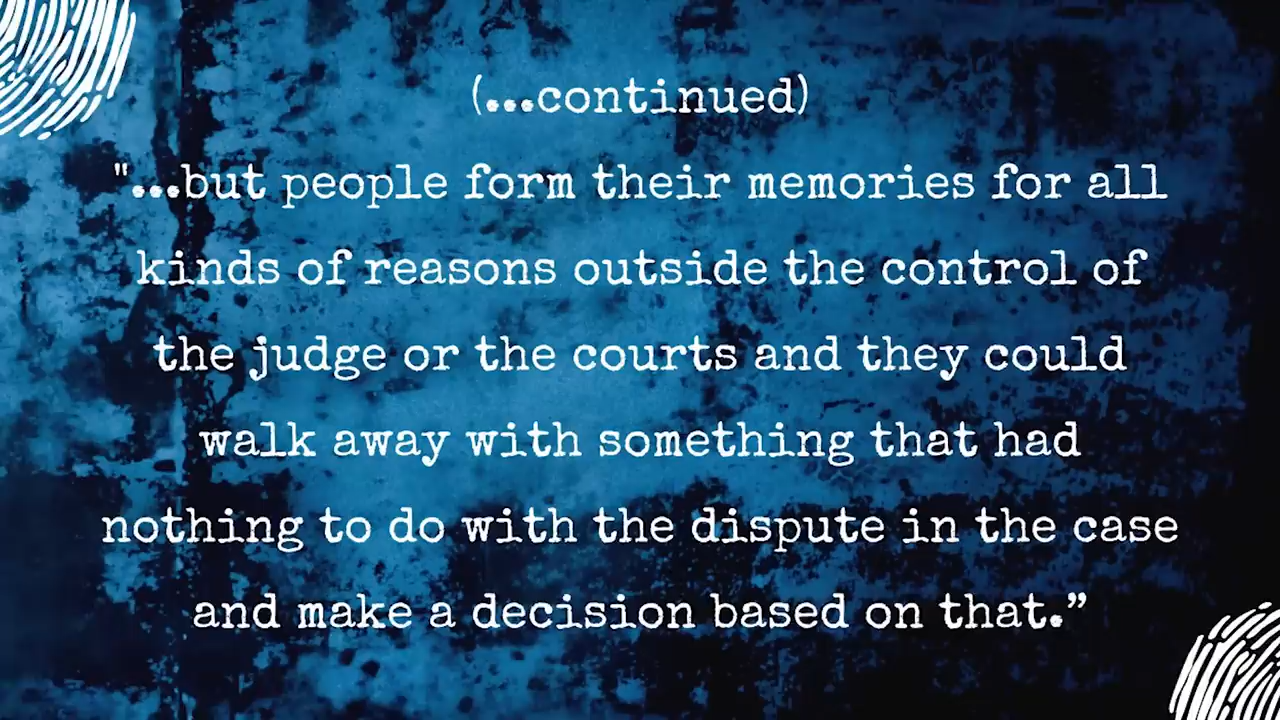 (...continued)
"...but people form their memories for all
kinds of reasons outside the control of
the judge or the courts and they could
walk away with something that had
nothing to do with the dispute in the case
and make a decision based on that.”